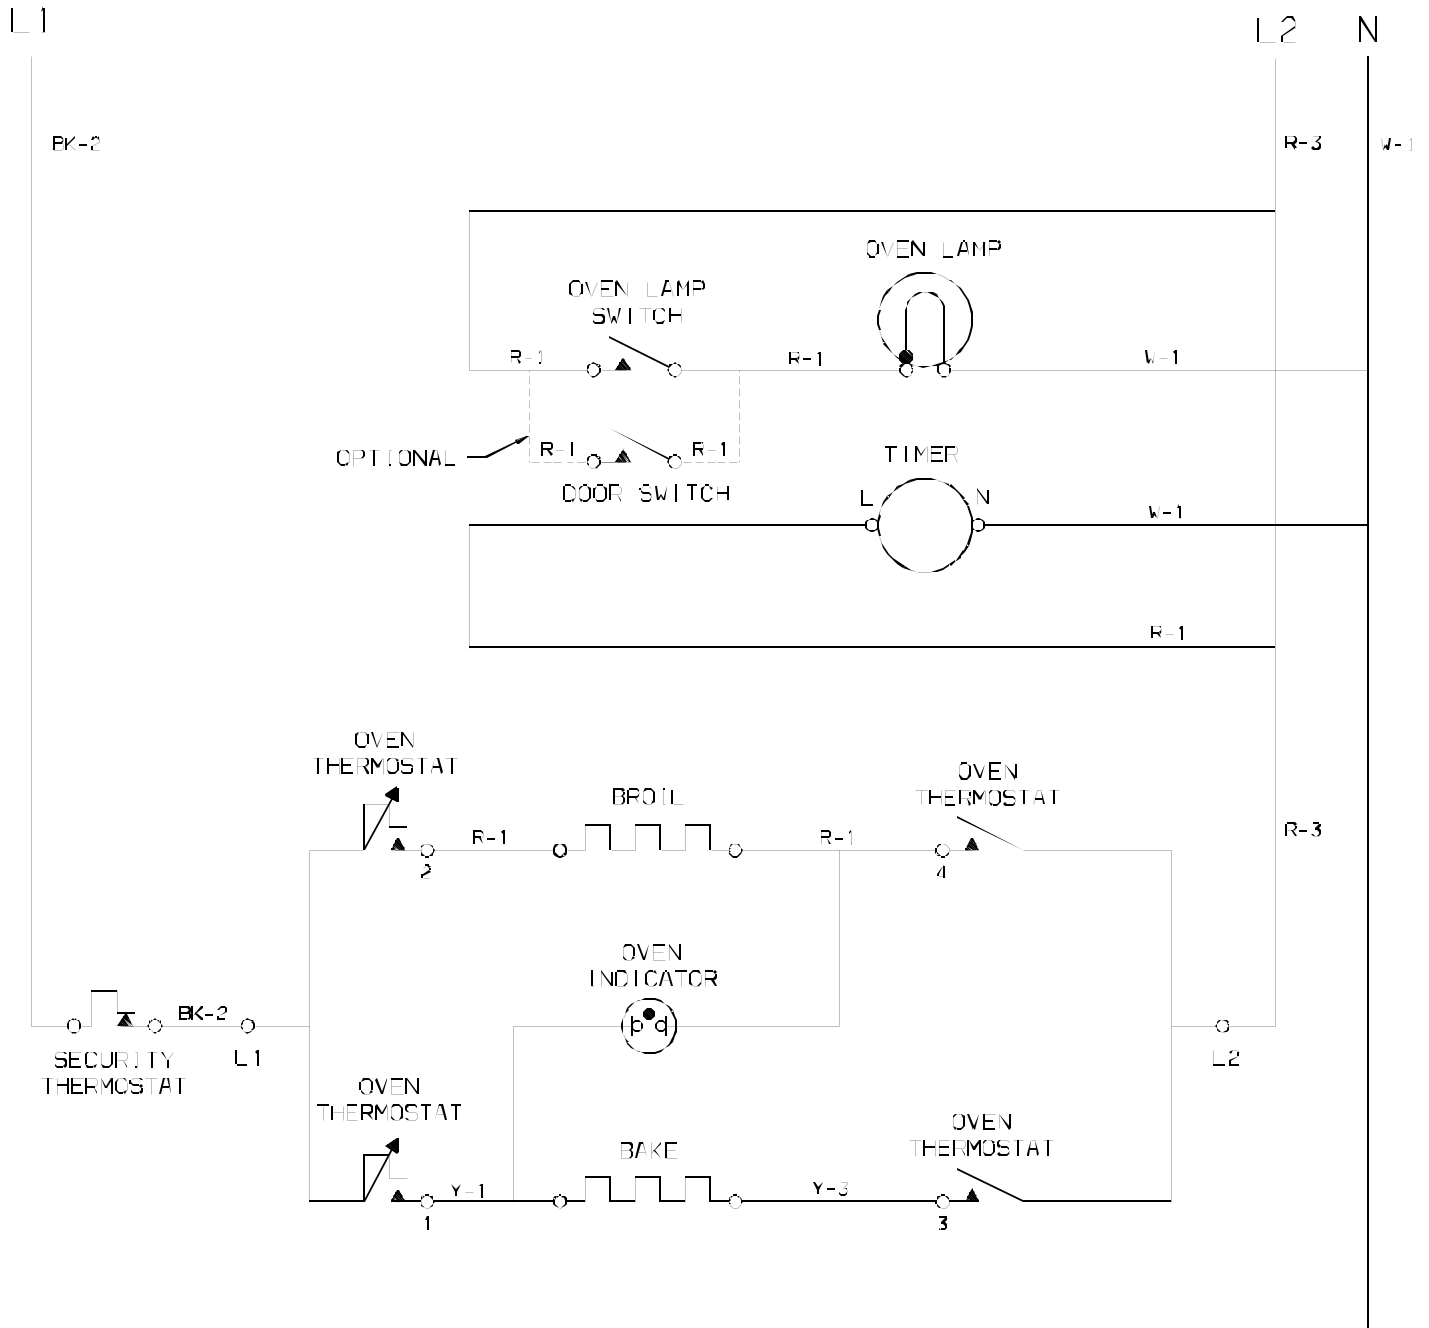 L1
L2
N
BK-2
R-3
W-1
OVEN LAMP
OVEN LAMP
SWITCH
R-1
R-1
W-1
OPTIONAL
R-1
R-1
DOOR SWITCH
TIMER
L
N
W-1
R-1
OVEN
THERMOSTAT
BROIL
OVEN
THERMOSTAT
R-1
R-1
R-3
2
4
OVEN
INDICATOR
BK-2
SECURITY
THERMOSTAT
L1
L2
OVEN
THERMOSTAT
BAKE
OVEN
THERMOSTAT
Y-1
Y-3
1
3